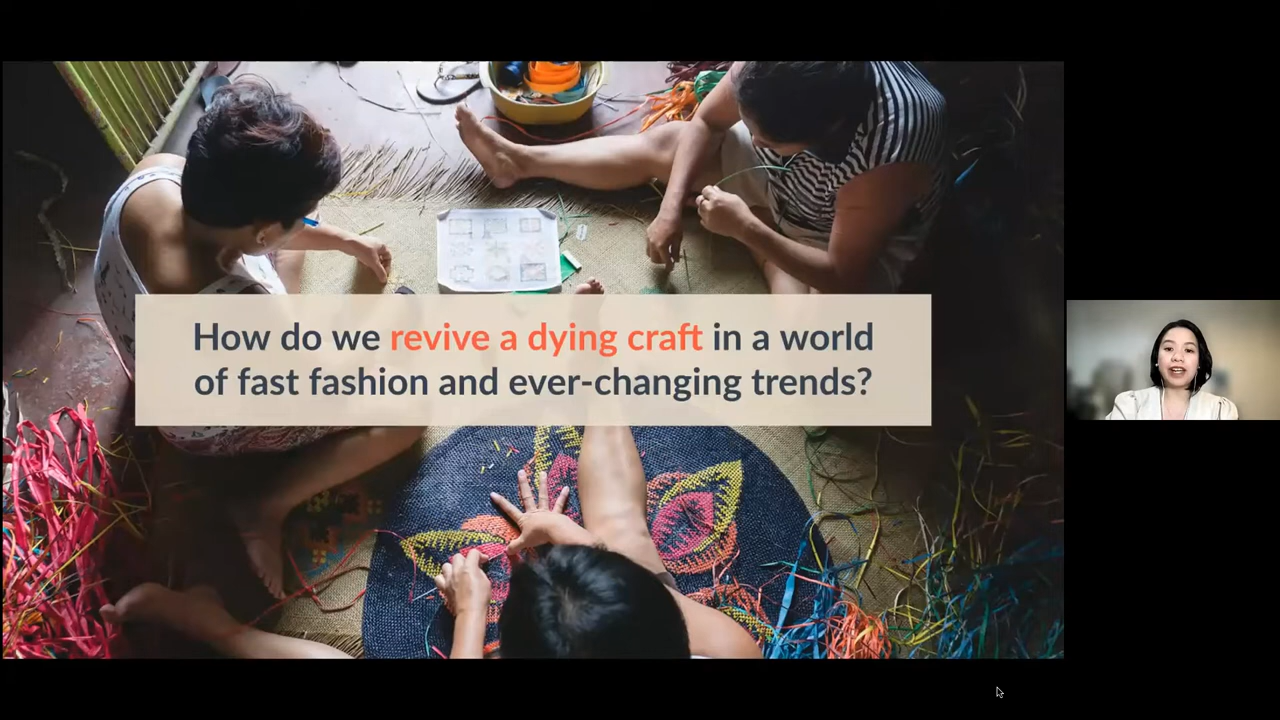 How do we revive a dying craft in a world
of fast fashion and ever-changing trends?